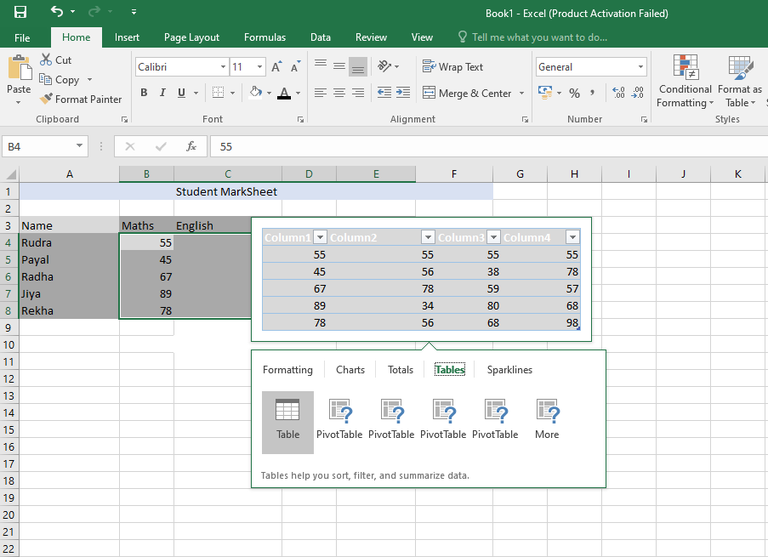 Book1 - Excel (Product Activation Failed)
File Home Insert Page Layout Formulas Data Review View Tell me what you want to do...
Paste
Cut
Copy
Format Painter
Clipboard
Calibri 11 A A
B I U A
Font
Wrap Text
Merge & Center
Alignment
General
% , .00
Number
Conditional Formatting
Format as Table
Styles
B4 fx 55
A B C D E F G H I J K
1 Student MarkSheet
2
3 Name Maths English
4 Rudra 55
5 Payal 45
6 Radha 67
7 Jiya 89
8 Rekha 78
9
10
11
12
13
14
15
16
17
18
19
20
21
22
Column1 Column2 Column3 Column4
55 55 55 55
45 56 38 78
67 78 59 57
89 34 80 68
78 56 68 98
Formatting Charts Totals Tables Sparklines
Table PivotTable PivotTable PivotTable PivotTable More
Tables help you sort, filter, and summarize data.